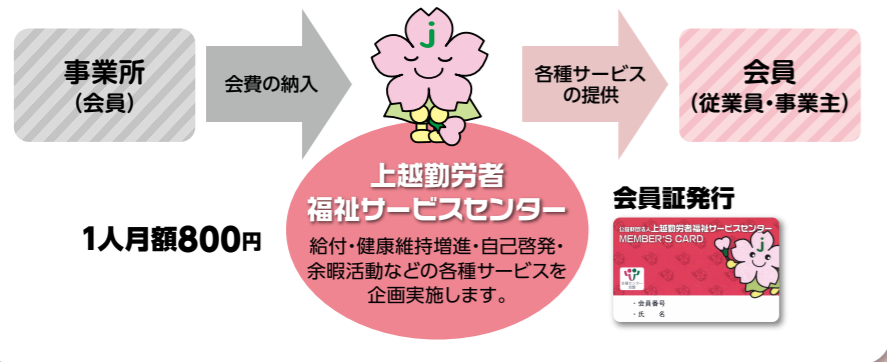 事業所
(会員)
会費の納入
j
各種サービス
の提供
会員
(従業員・事業主)
上越勤労者
福祉サービスセンター
給付・健康維持増進・自己啓発・
余暇活動などの各種サービスを
企画実施します。
1人月額800円
会員証発行
公益財団法人上越勤労者福祉サービスセンター
MEMBER'S CARD
j
・会員番号
・氏　名